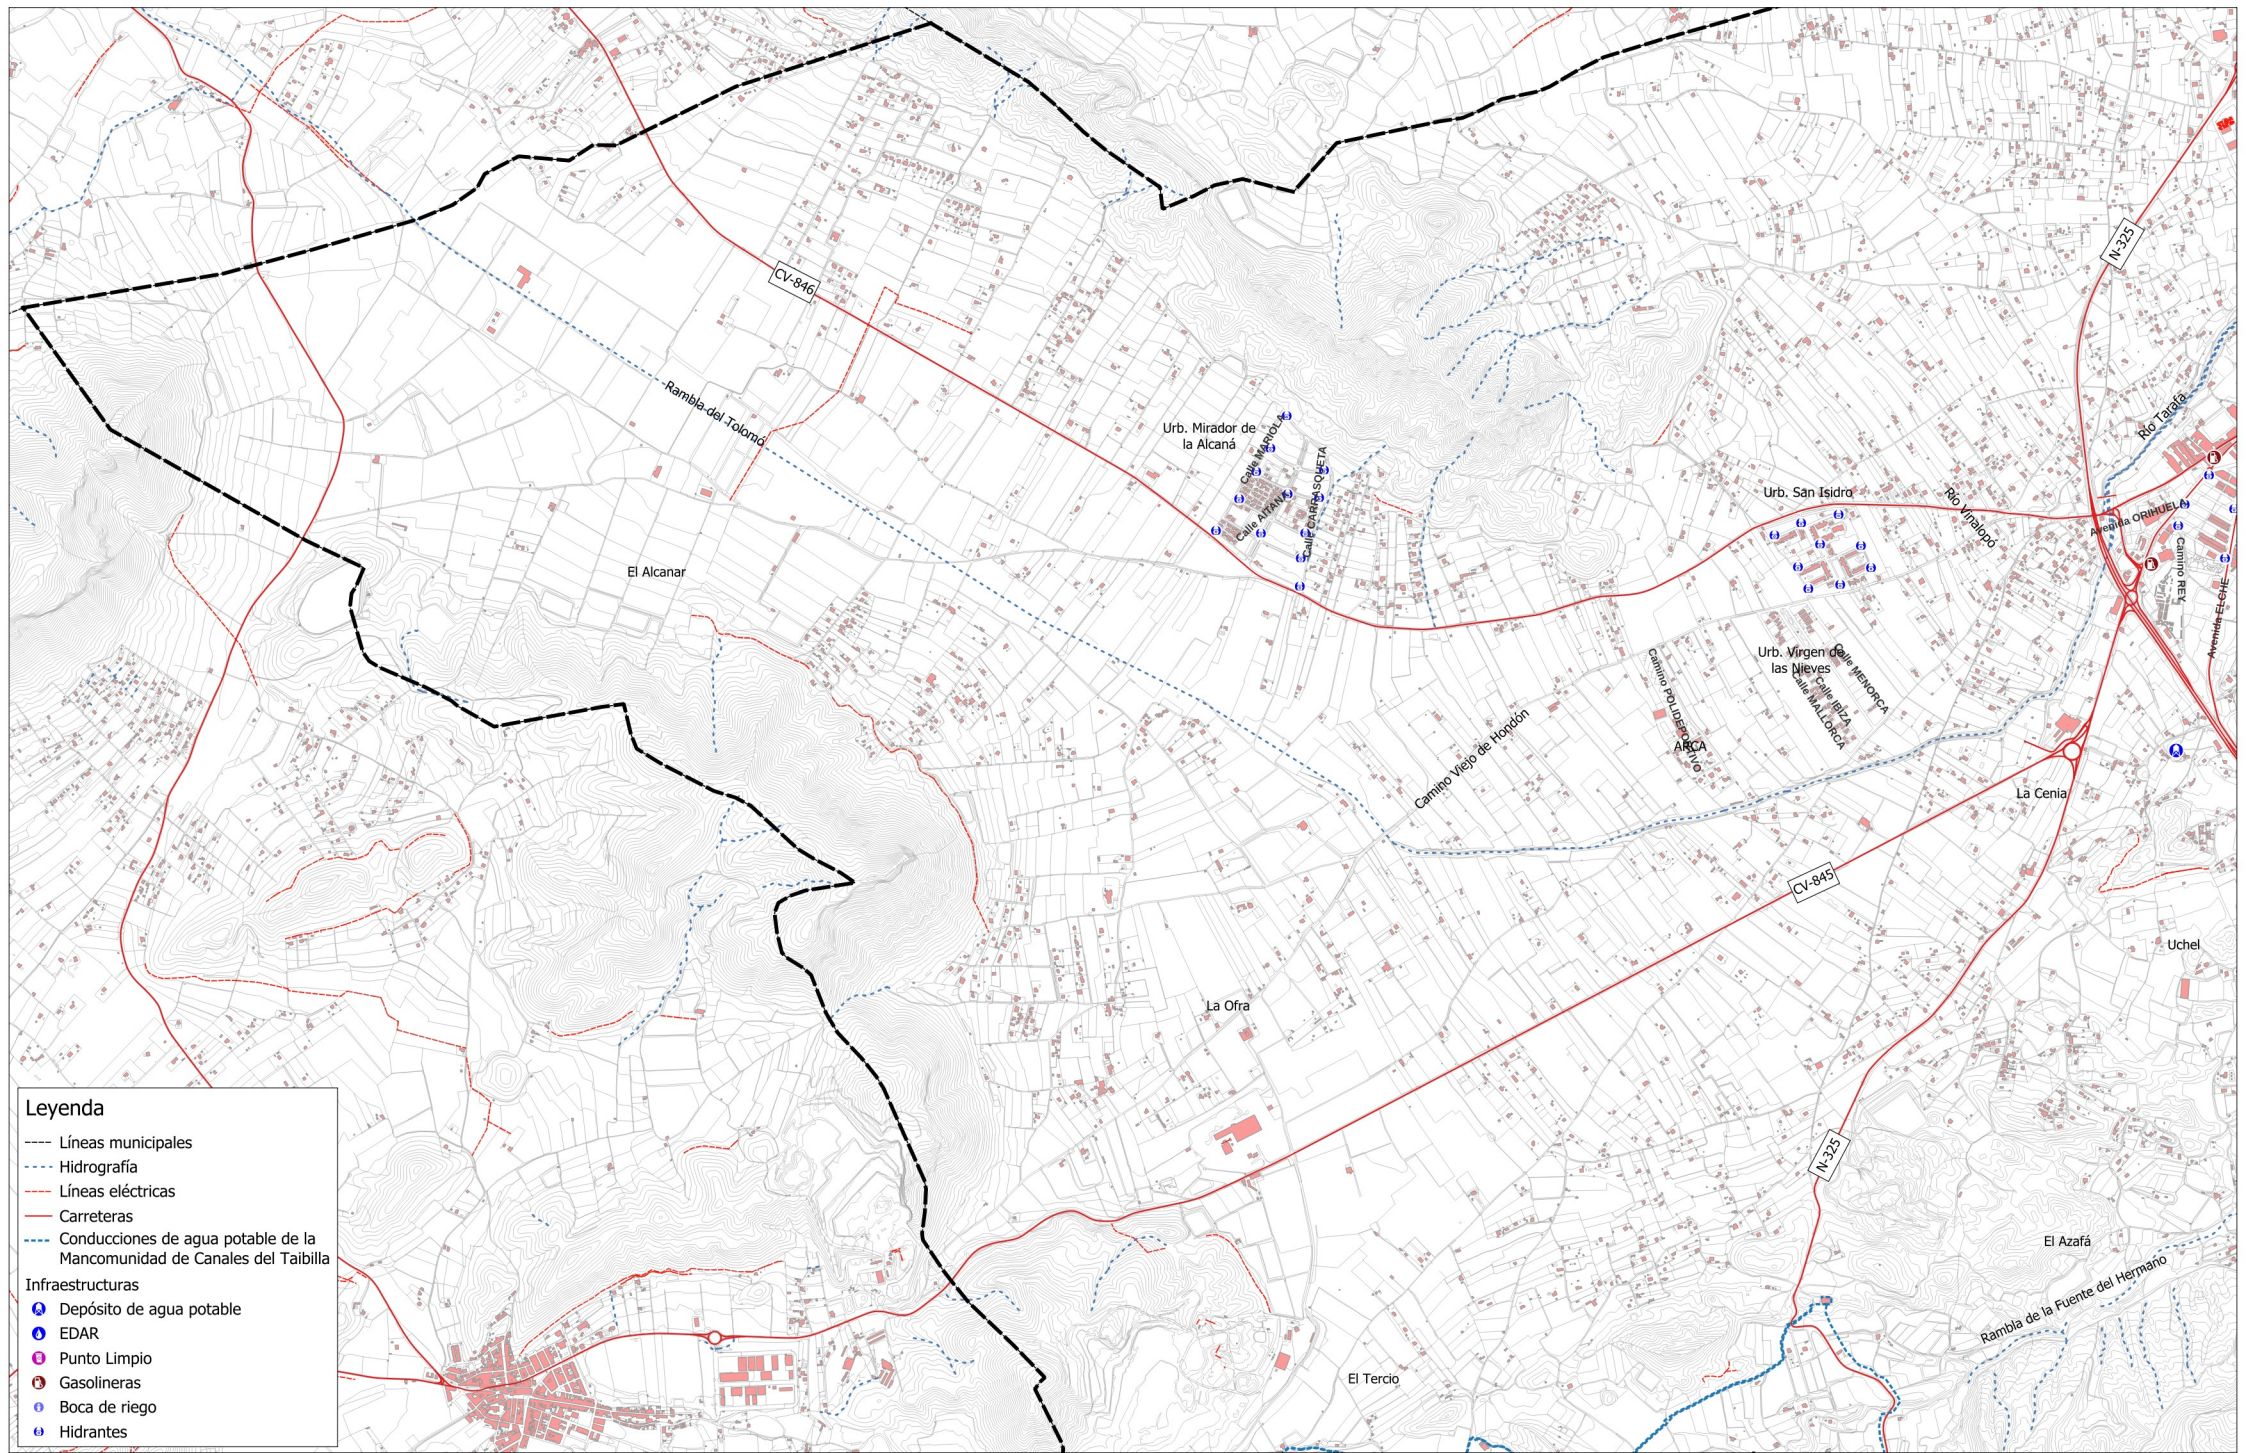 N-325
CV-846
Río Tarafa
Rambla del Tolomó
Calle MARIOLA
Urb. Mirador de
la Alcaná
Calle CARRASQUETA
Calle AITANA
Urb. San Isidro
Río Vinalopó
Avenida ORIHUELA
Camino REY
Avenida ELCHE
El Alcanar
Urb. Virgen de
las Nieves
Calle MENORCA
Calle IBIZA
Calle MALLORCA
Camino POLIDEPORTIVO
ARCA
Camino Viejo de Hondón
La Cenia
CV-845
Uchel
La Ofra
N-325
El Azafá
Rambla de la Fuente del Hermano
El Tercio
Leyenda
Líneas municipales
Hidrografía
Líneas eléctricas
Carreteras
Conducciones de agua potable de la
Mancomunidad de Canales del Taibilla
Infraestructuras
Depósito de agua potable
EDAR
Punto Limpio
Gasolineras
Boca de riego
Hidrantes